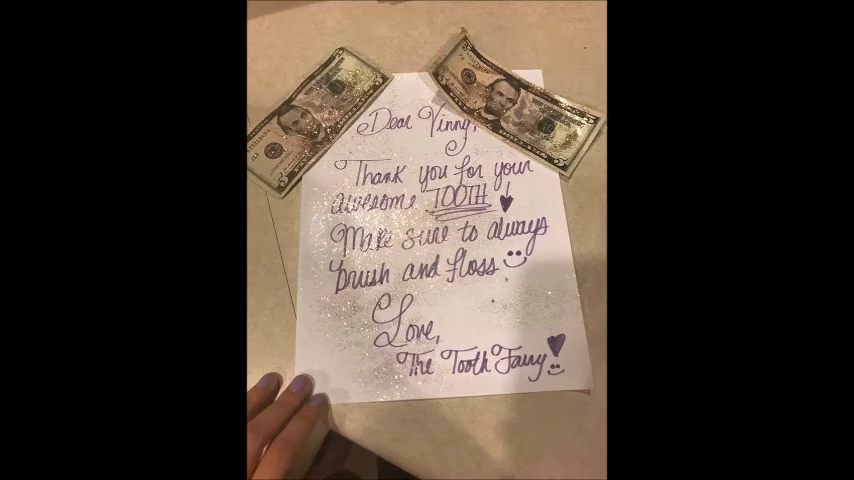 Dear Vinny,
Thank you for your
awesome TOOTH!
Make sure to always
brush and floss
Love,
The Tooth Fairy!